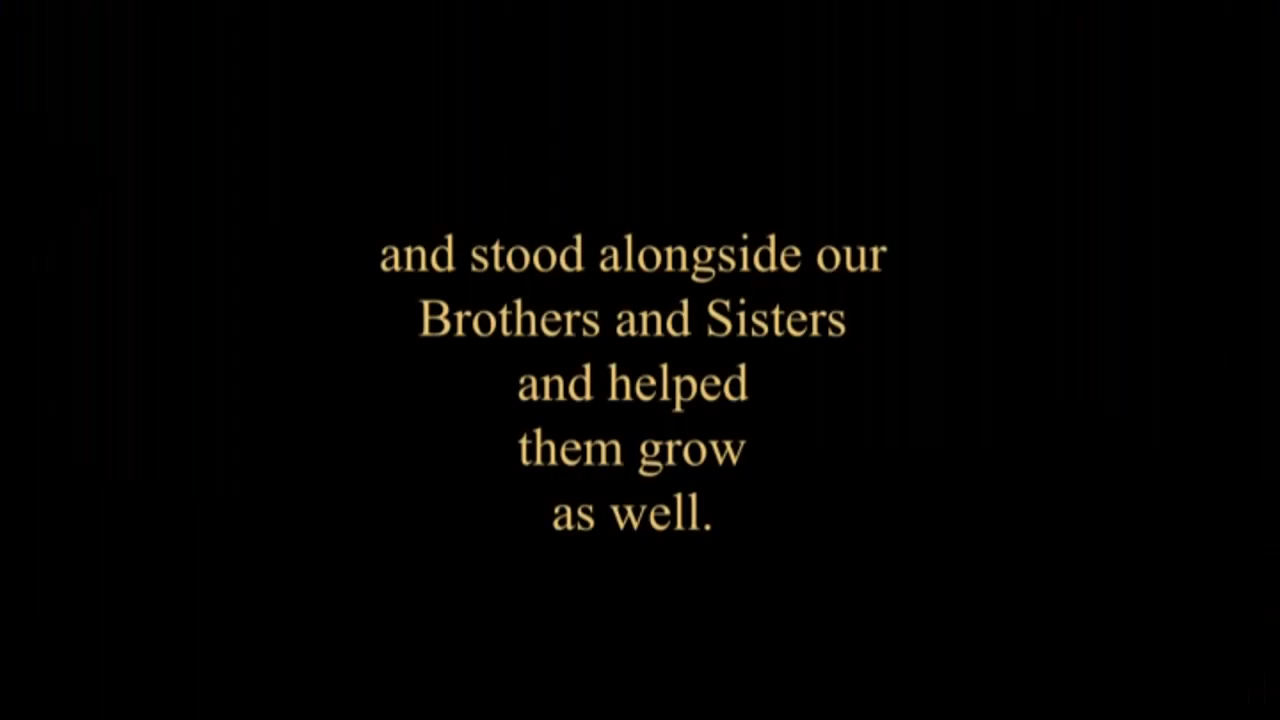 and stood alongside our
Brothers and Sisters
and helped
them grow
as well.